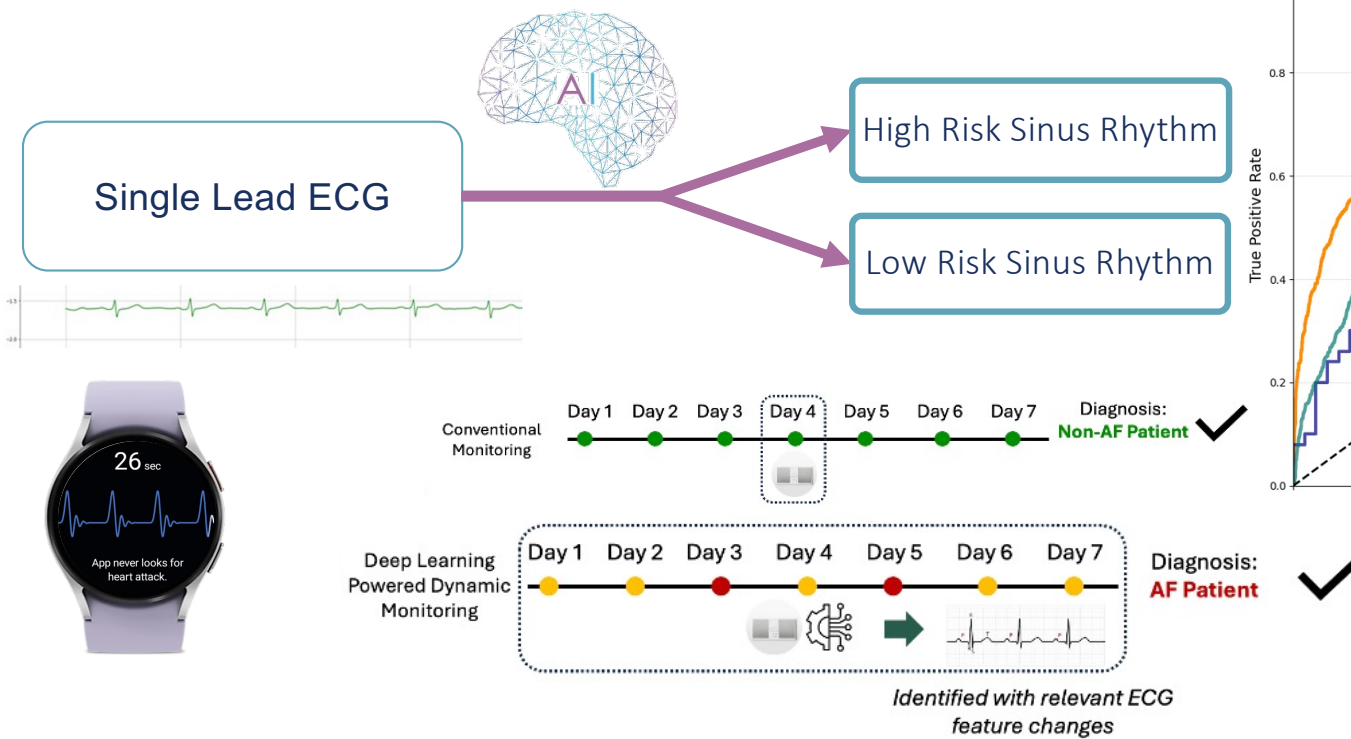 AI
Single Lead ECG
High Risk Sinus Rhythm
Low Risk Sinus Rhythm
True Positive Rate
0.8
0.6
0.4
0.2
0.0
26 sec
App never looks for
heart attack.
Conventional
Monitoring
Day 1 Day 2 Day 3 Day 4 Day 5 Day 6 Day 7
Diagnosis:
Non-AF Patient
Deep Learning
Powered Dynamic
Monitoring
Day 1 Day 2 Day 3 Day 4 Day 5 Day 6 Day 7
Diagnosis:
AF Patient
Identified with relevant ECG
feature changes